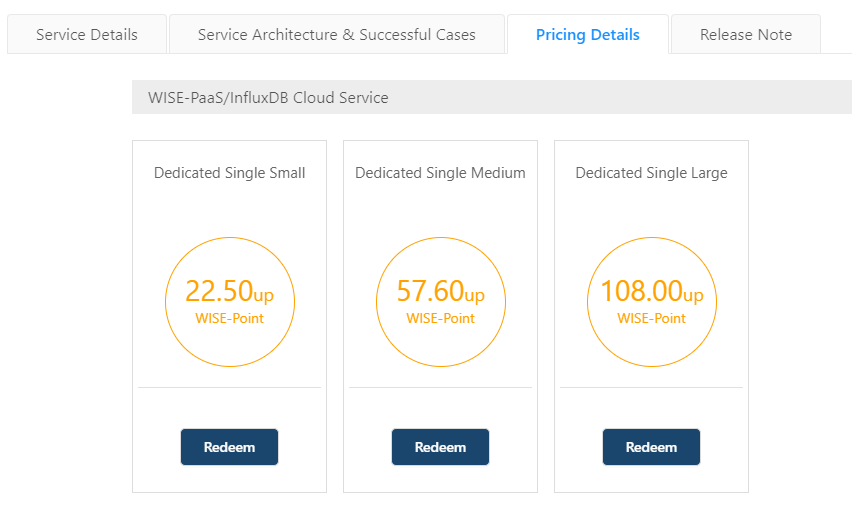 Service Details
Service Architecture & Successful Cases
Pricing Details
Release Note
WISE-PaaS/InfluxDB Cloud Service
Dedicated Single Small
22.50up
WISE-Point
Redeem
Dedicated Single Medium
57.60up
WISE-Point
Redeem
Dedicated Single Large
108.00up
WISE-Point
Redeem